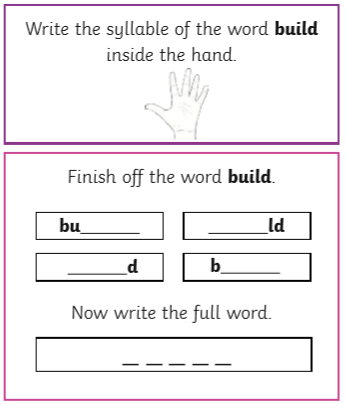 Write the syllable of the word build
inside the hand.
Finish off the word build.
bu______ ______ld
______d b______
Now write the full word.
_ _ _ _ _